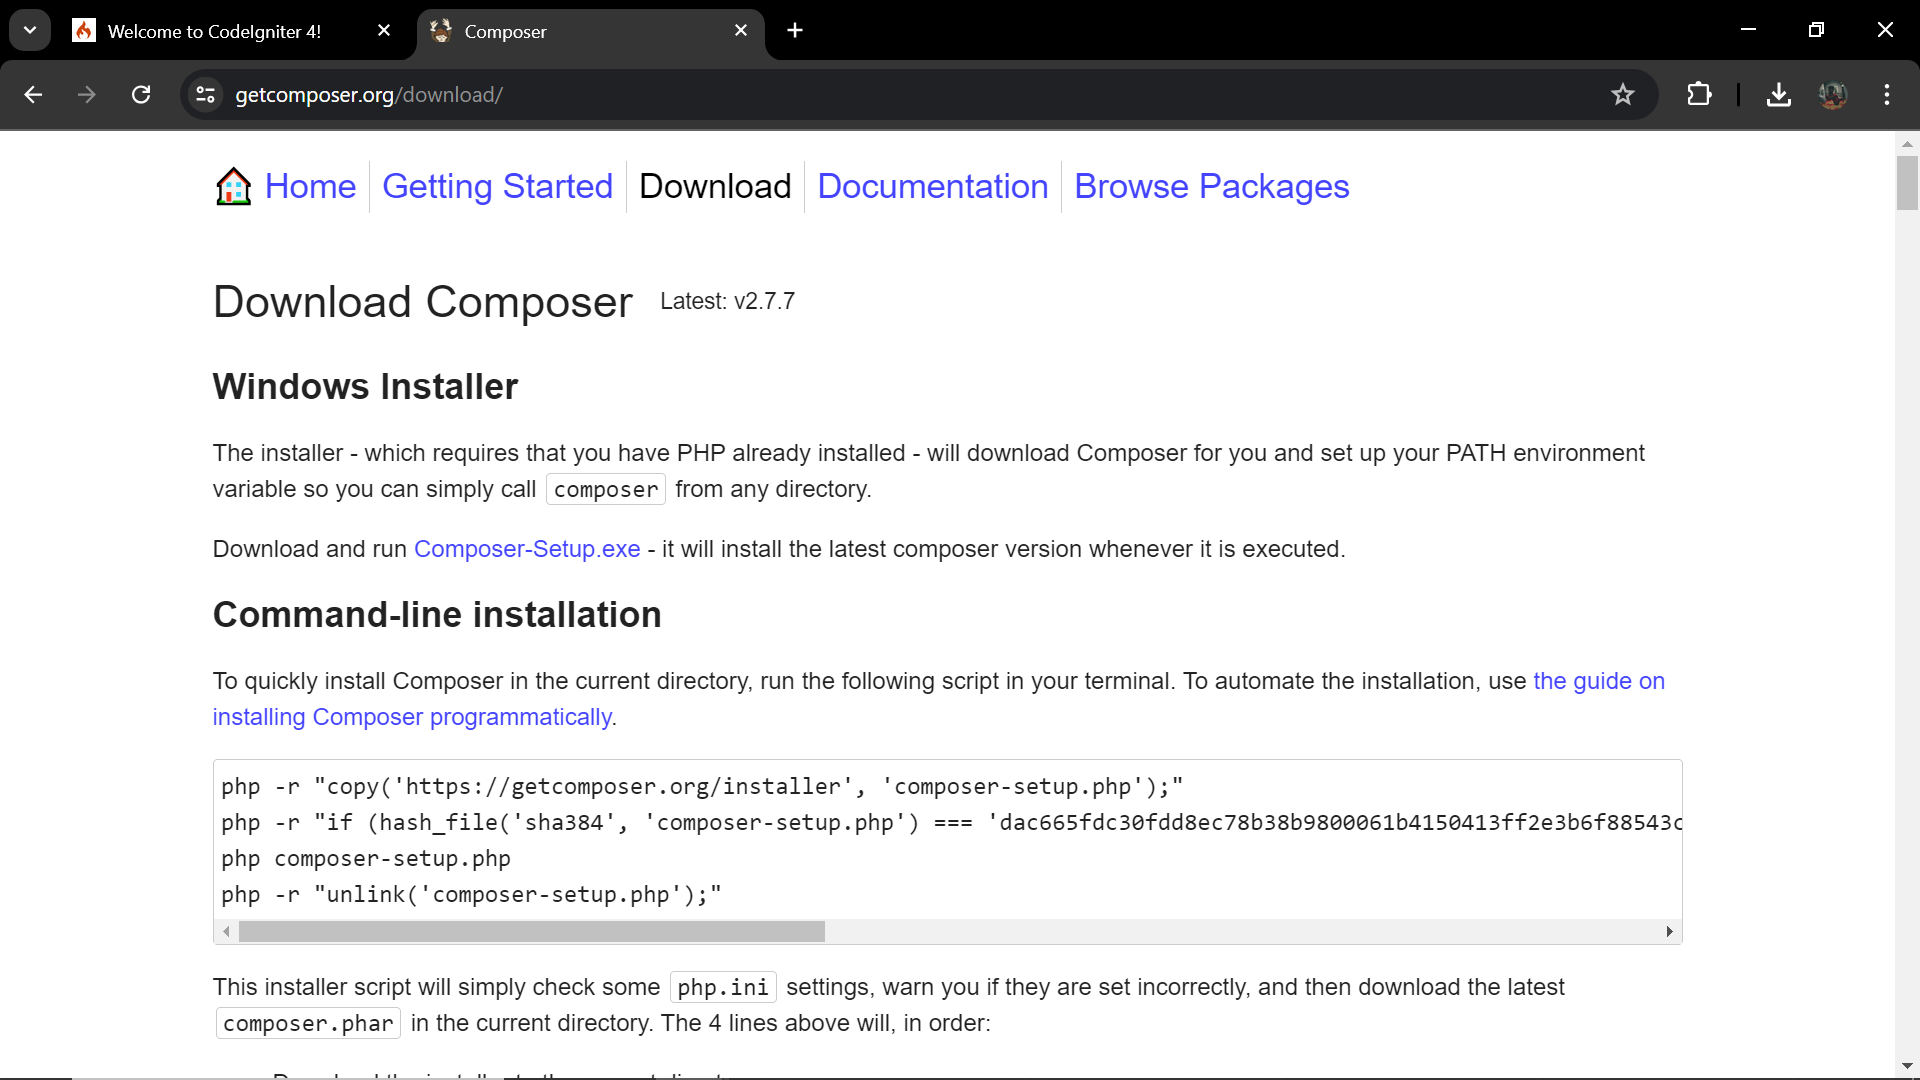 Welcome to CodeIgniter 4!
Composer
getcomposer.org/download/
Home
Getting Started
Download
Documentation
Browse Packages
Download Composer Latest: v2.7.7
Windows Installer
The installer - which requires that you have PHP already installed - will download Composer for you and set up your PATH environment
variable so you can simply call composer from any directory.
Download and run Composer-Setup.exe - it will install the latest composer version whenever it is executed.
Command-line installation
To quickly install Composer in the current directory, run the following script in your terminal. To automate the installation, use the guide on
installing Composer programmatically.
php -r "copy('https://getcomposer.org/installer', 'composer-setup.php');"
php -r "if (hash_file('sha384', 'composer-setup.php') === 'dac665fdc30fdd8ec78b38b9800061b4150413ff2e3b6f88543c
php composer-setup.php
php -r "unlink('composer-setup.php');"
This installer script will simply check some php.ini settings, warn you if they are set incorrectly, and then download the latest
composer.phar in the current directory. The 4 lines above will, in order: